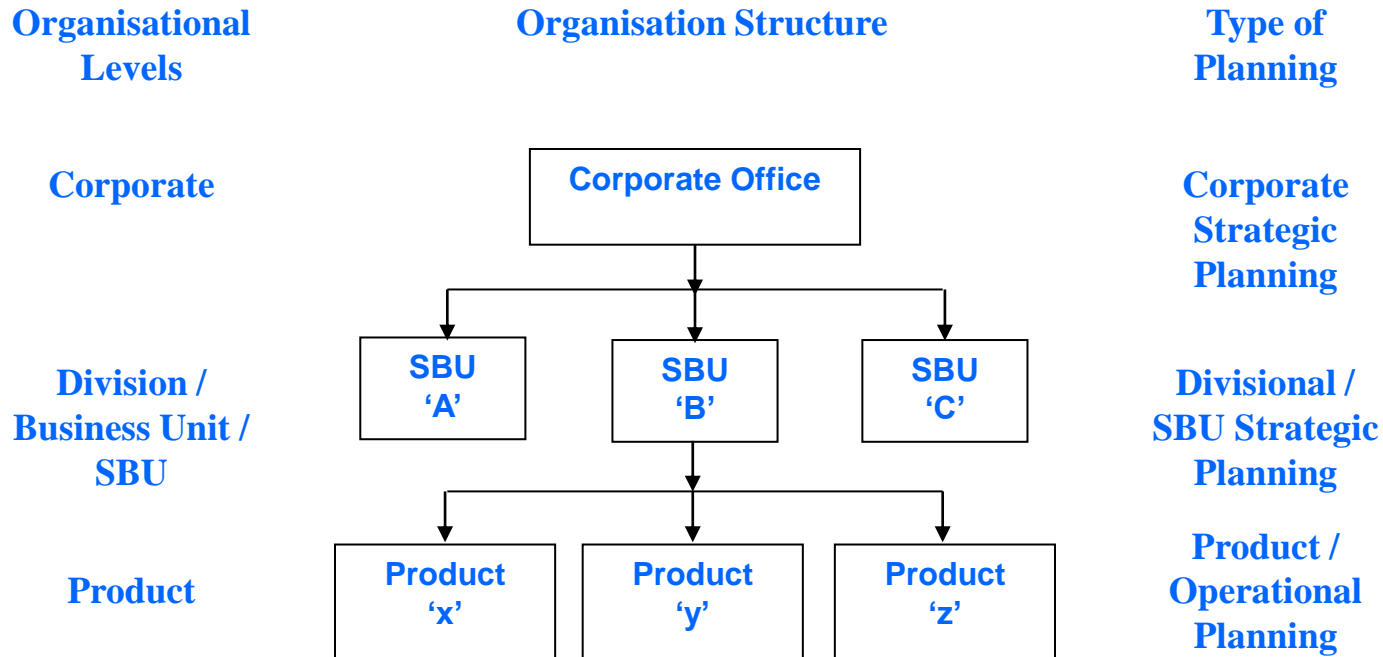 Organisational
Levels
Organisation Structure
Type of
Planning
Corporate
Corporate Office
Corporate
Strategic
Planning
Division /
Business Unit /
SBU
SBU
‘A’
SBU
‘B’
SBU
‘C’
Divisional /
SBU Strategic
Planning
Product
Product
‘x’
Product
‘y’
Product
‘z’
Product /
Operational
Planning